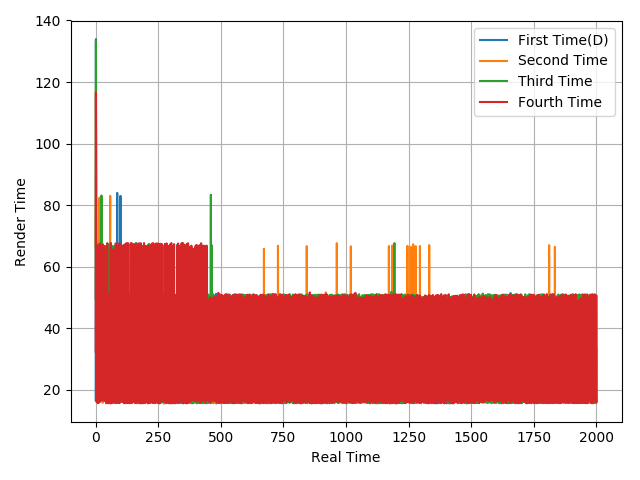 140
120
100
80
60
40
20
Render Time
0
250
500
750
1000
1250
1500
1750
2000
Real Time
First Time(D)
Second Time
Third Time
Fourth Time